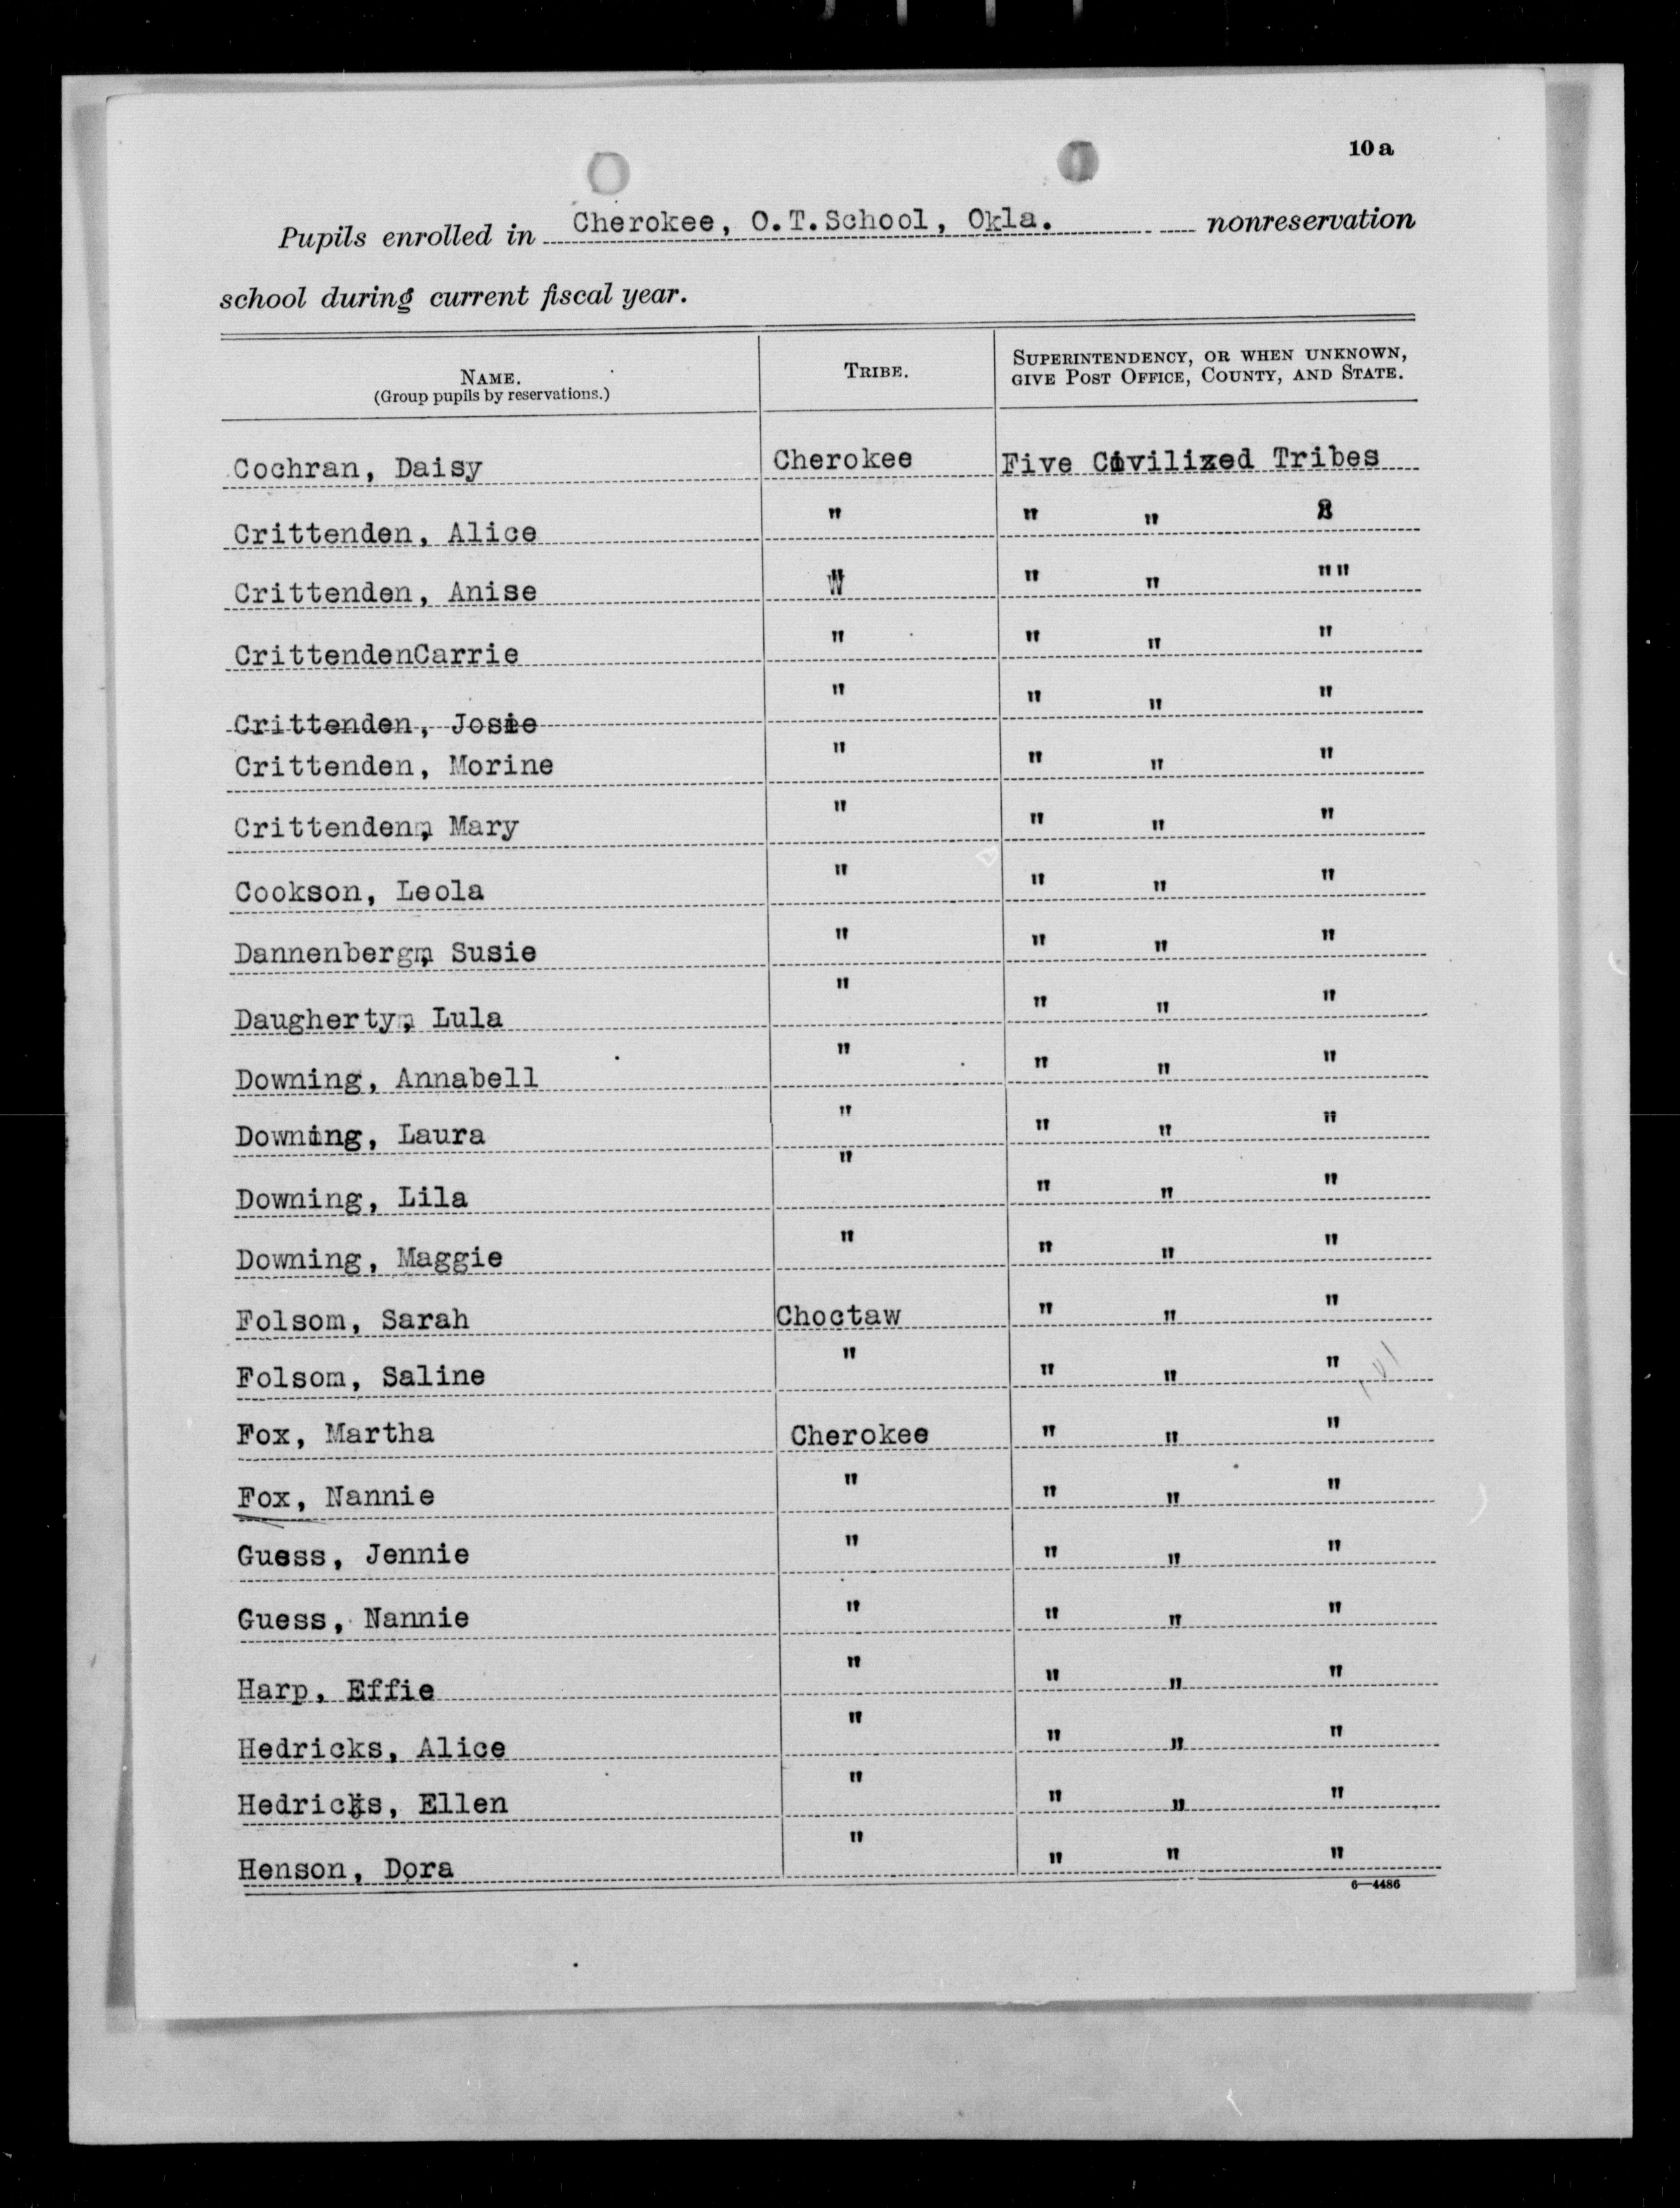 10 a
Pupils enrolled in Cherokee, O.T.School, Okla. nonreservation
school during current fiscal year.
NAME. TRIBE. SUPERINTENDENCY, OR WHEN UNKNOWN,
(Group pupils by reservations.) GIVE POST OFFICE, COUNTY, AND STATE.
Cochran, Daisy Cherokee Five Civilized Tribes
Crittenden, Alice " " " "
Crittenden, Anise " " " ""
CrittendenCarrie " " " "
Crittenden, Josie " " " "
Crittenden, Morine " " " "
Crittenden, Mary " " " "
Cookson, Leola " " " "
Dannenberg, Susie " " " "
Daugherty, Lula " " " "
Downing, Annabell " " " "
Downing, Laura " " " "
Downing, Lila " " " "
Downing, Maggie " " " "
Folsom, Sarah Choctaw " " "
Folsom, Saline " " " "
Fox, Martha Cherokee " " "
Fox, Nannie " " " "
Guess, Jennie " " " "
Guess, Nannie " " " "
Harp, Effie " " " "
Hedricks, Alice " " " "
Hedricks, Ellen " " " "
Henson, Dora " " " "
6—4486